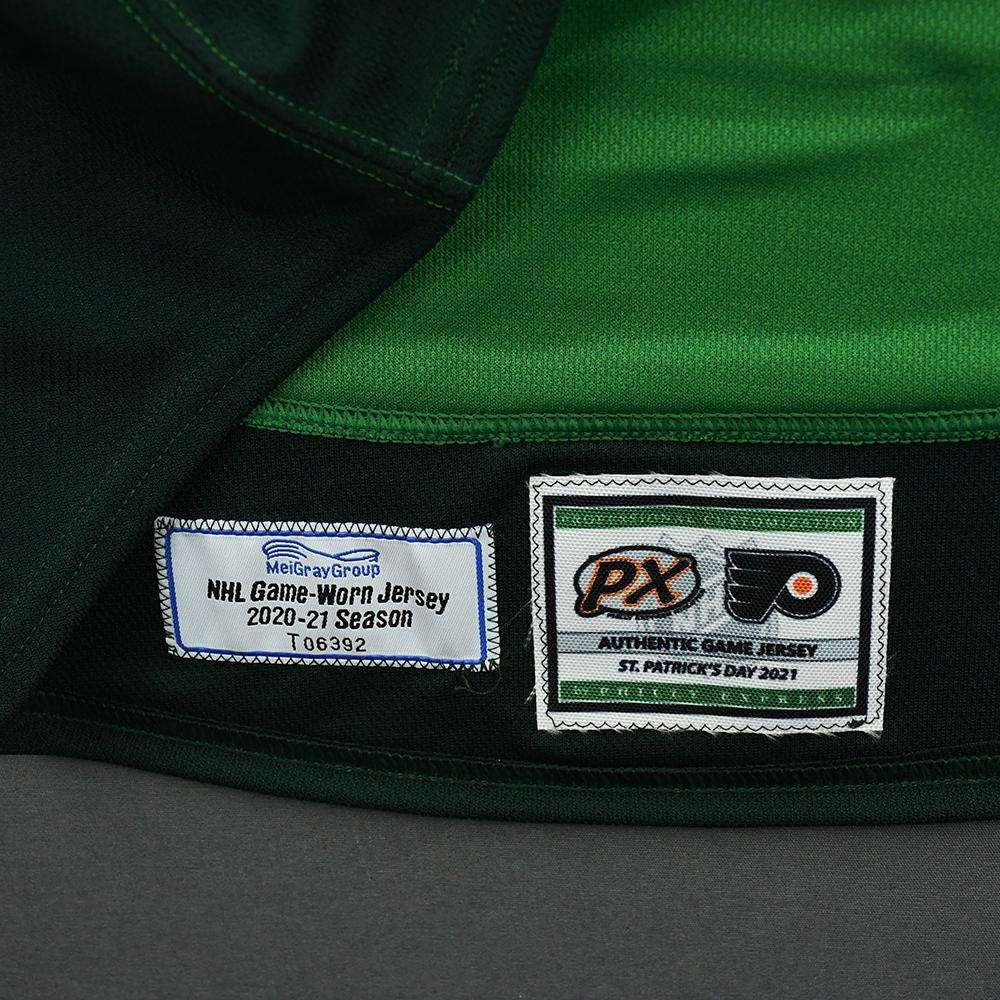 MeiGrayGroup
NHL Game-Worn Jersey
2020-21 Season
T06392
PX
AUTHENTIC GAME JERSEY
ST. PATRICK'S DAY 2021